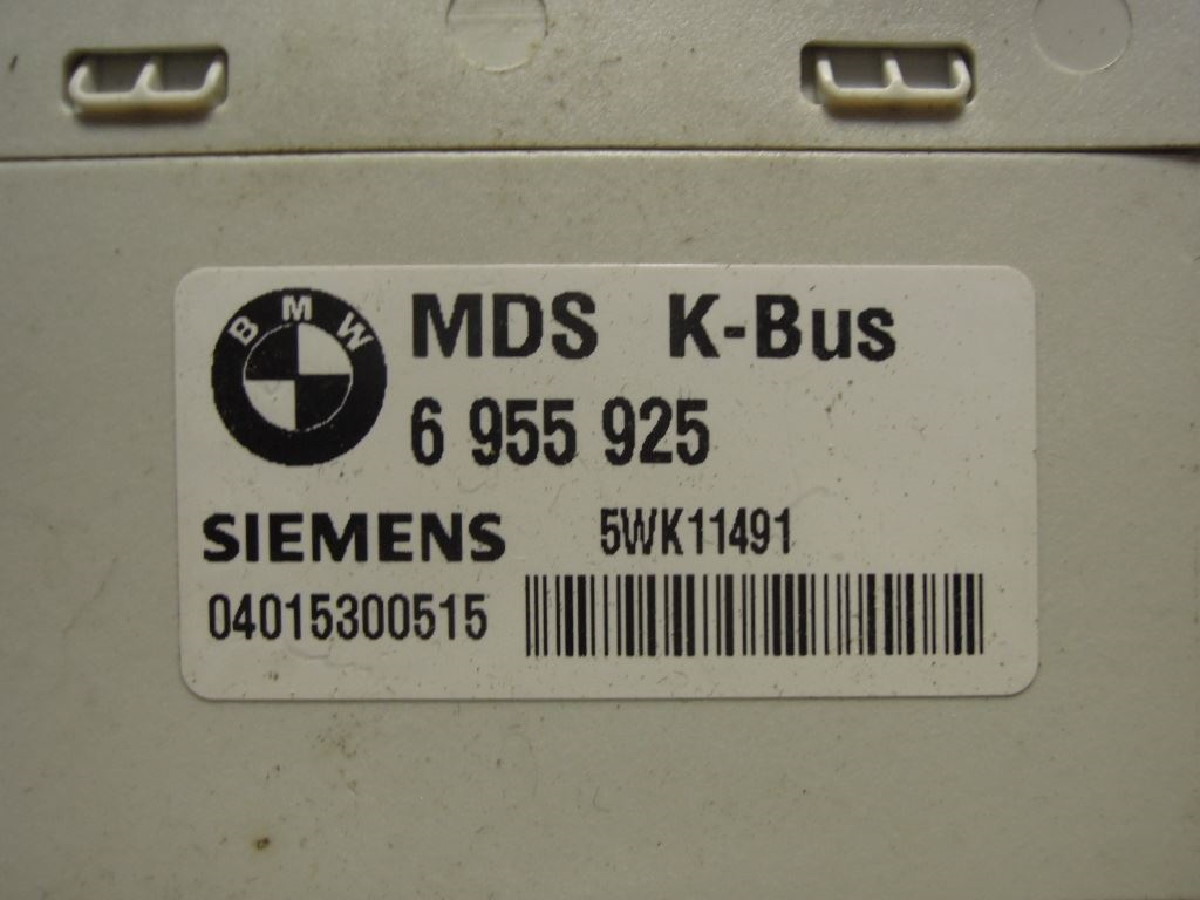 BMW
MDS K-Bus
6 955 925
SIEMENS 5WK11491
04015300515